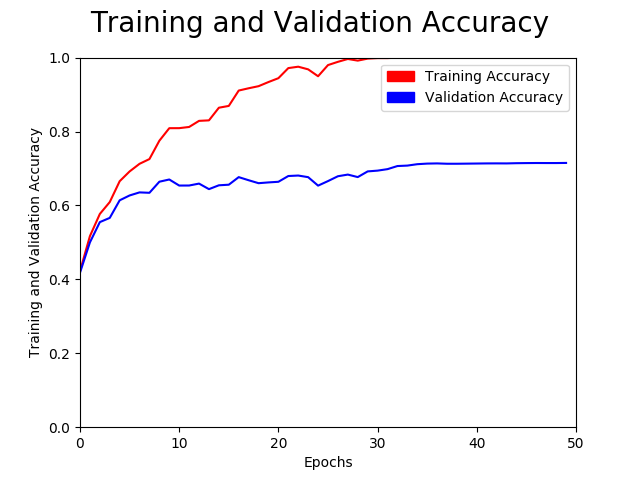 Training and Validation Accuracy
Training and Validation Accuracy
1.0
0.8
0.6
0.4
0.2
0.0
Training Accuracy
Validation Accuracy
0 10 20 30 40 50
Epochs